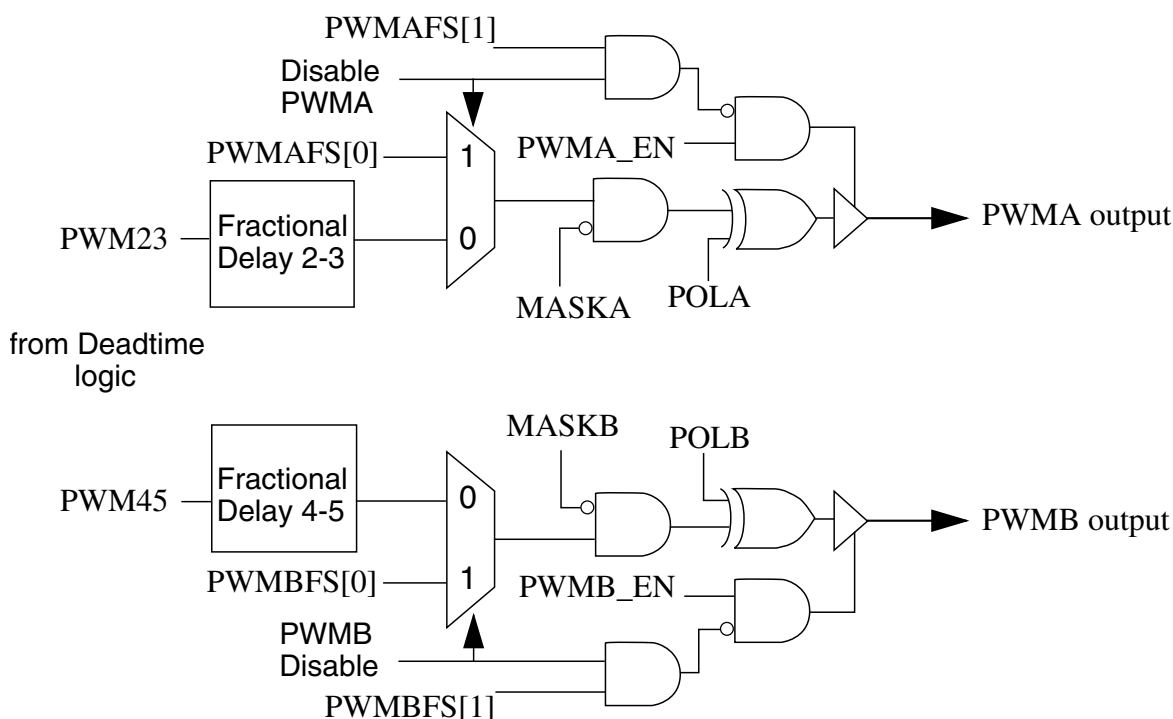 PWMAFS[1]
Disable
PWMA
PWMAFS[0]
1
PWMA_EN
PWM23
Fractional
Delay 2-3
0
PWMA output
MASKA
POLA
from Deadtime
logic
MASKB
POLB
PWM45
Fractional
Delay 4-5
0
PWMB output
PWMBFS[0]
1
PWMB_EN
PWMB
Disable
PWMBFS[1]